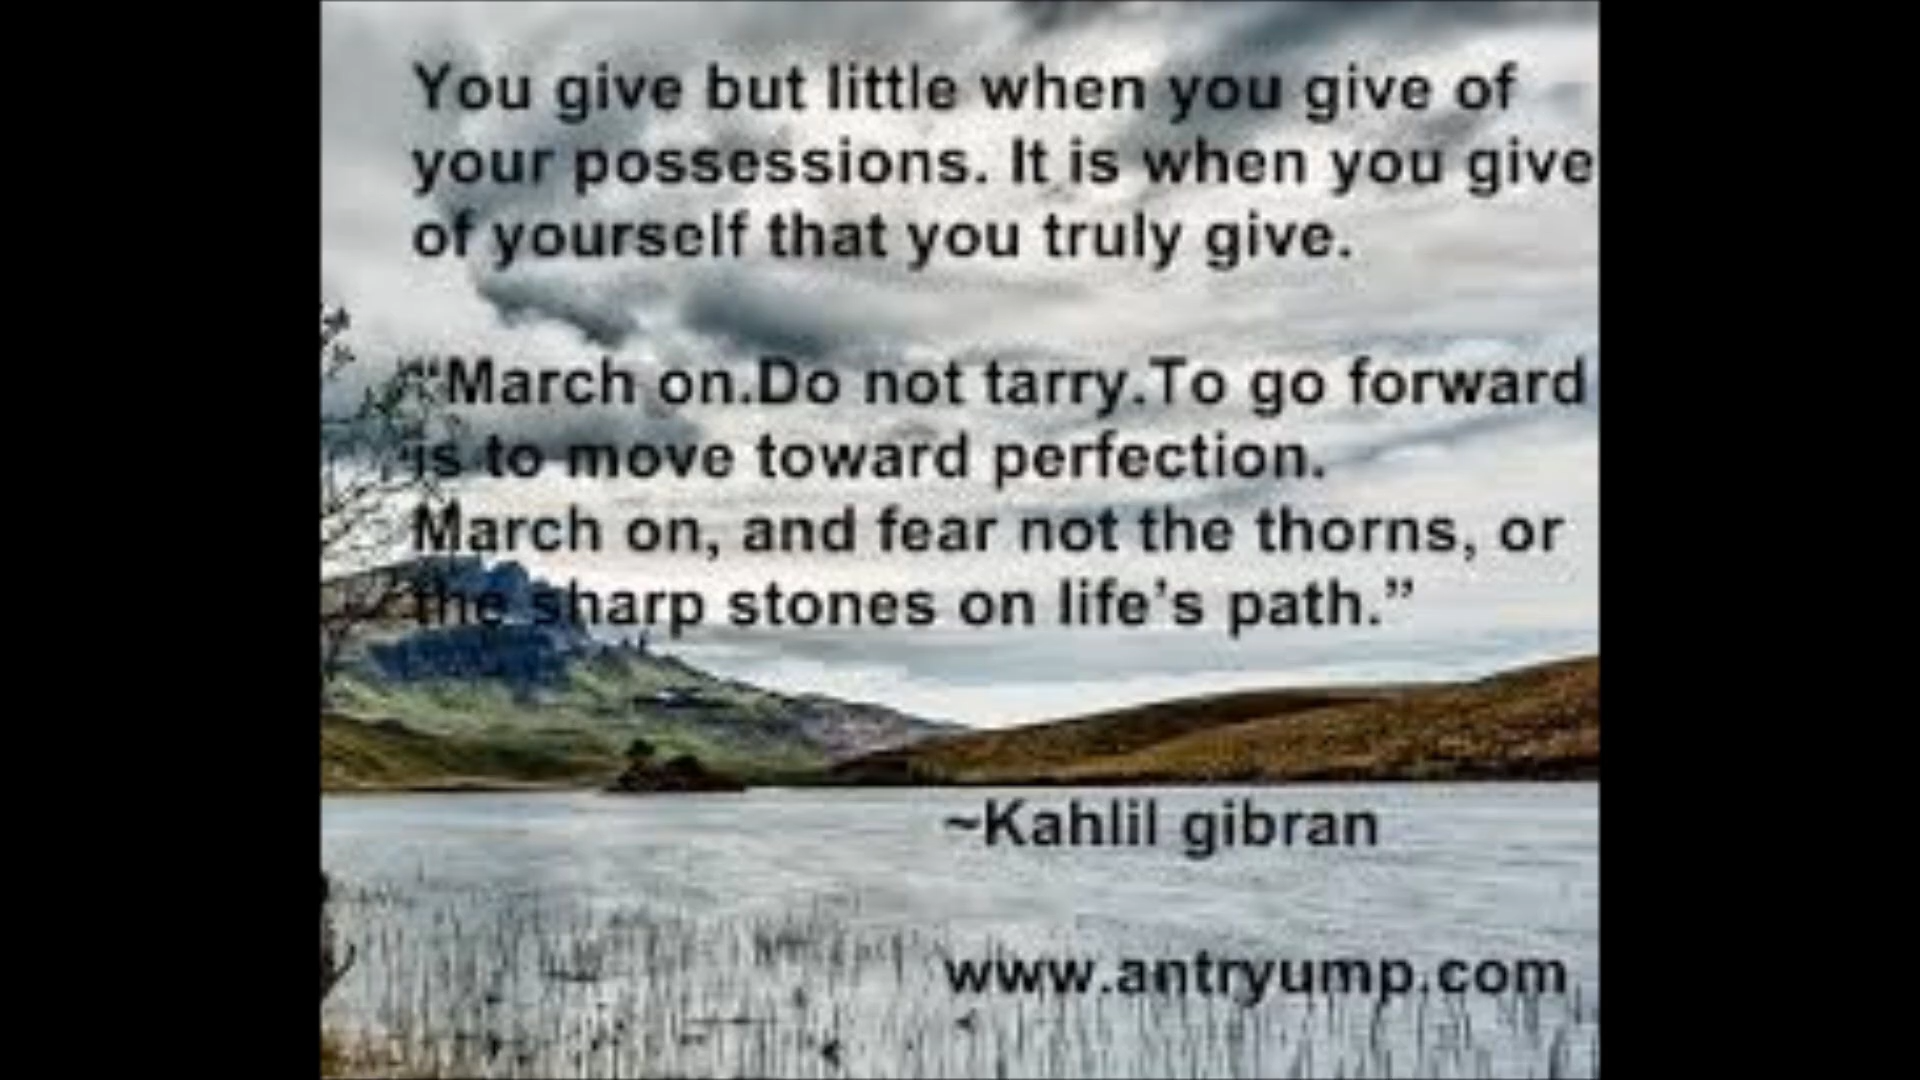 You give but little when you give of
your possessions. It is when you give
of yourself that you truly give.
“March on.Do not tarry.To go forward
is to move toward perfection.
March on, and fear not the thorns, or
the sharp stones on life’s path.”
~Kahlil gibran
www.antryump.com